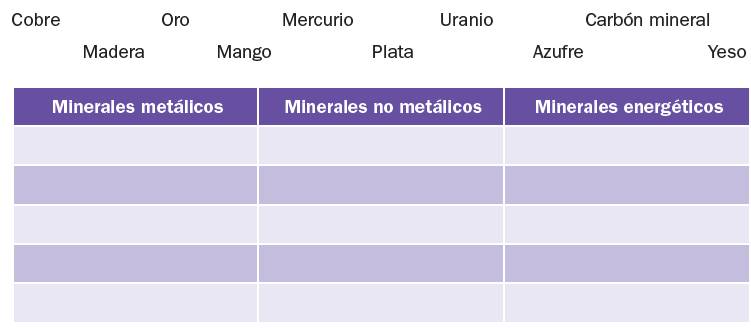 Cobre Oro Mercurio Uranio Carbón mineral
Madera Mango Plata Azufre Yeso
Minerales metálicos Minerales no metálicos Minerales energéticos